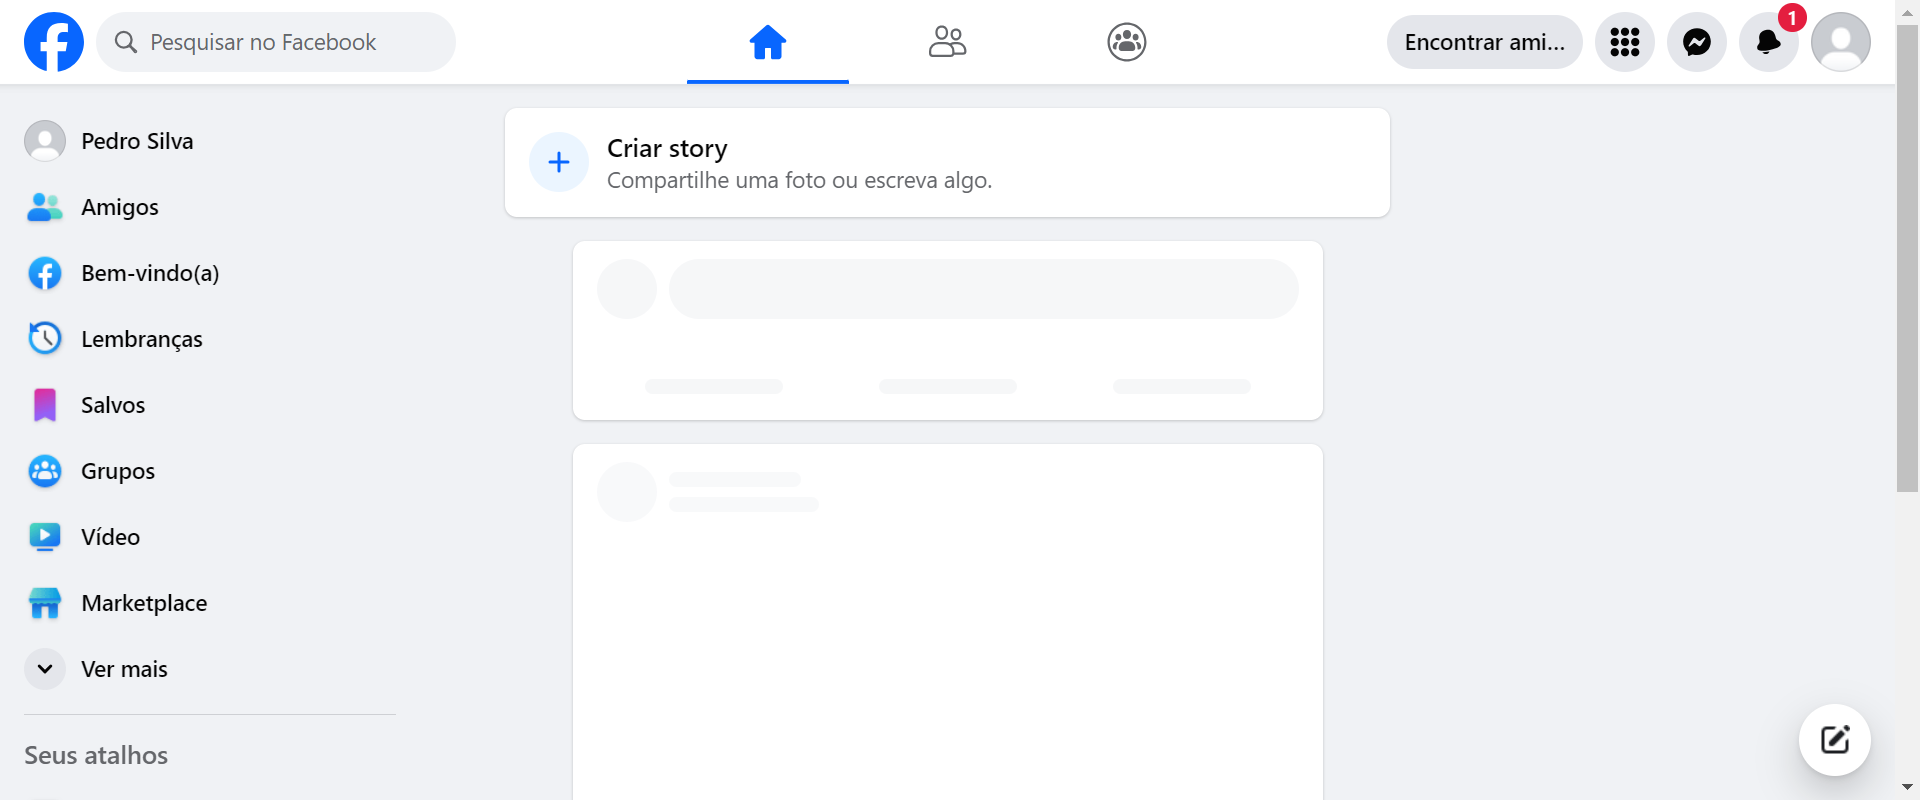 Pesquisar no Facebook
Encontrar ami...
1
Pedro Silva
Amigos
Bem-vindo(a)
Lembranças
Salvos
Grupos
Vídeo
Marketplace
Ver mais
Seus atalhos
Criar story
Compartilhe uma foto ou escreva algo.